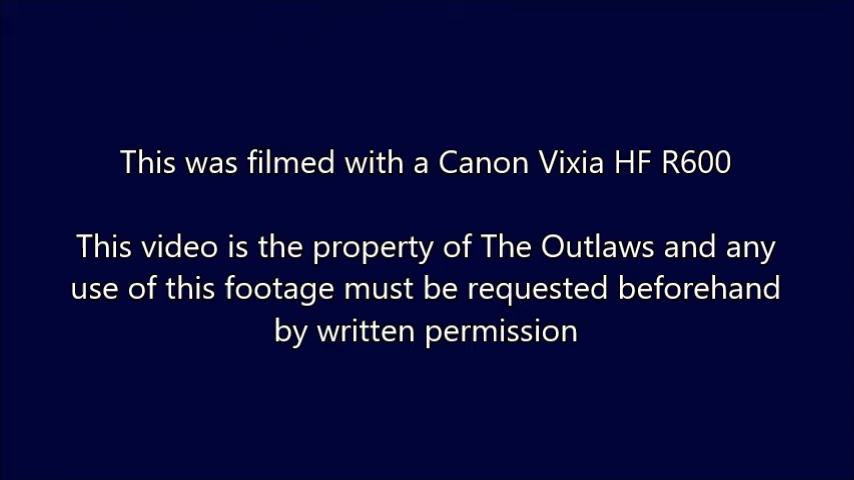 This was filmed with a Canon Vixia HF R600
This video is the property of The Outlaws and any
use of this footage must be requested beforehand
by written permission